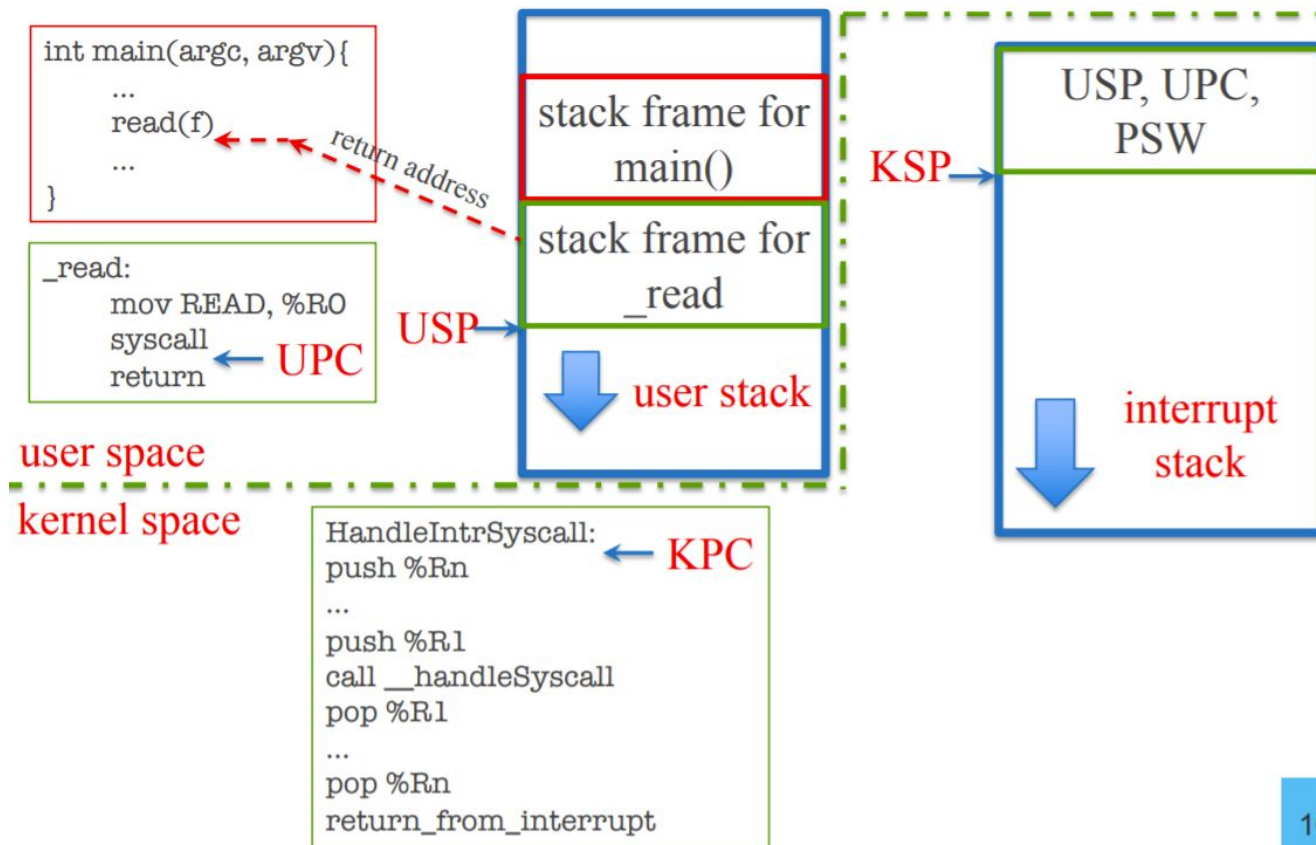 int main(argc, argv){
...
read(f)
...
}
return address
_read:
mov READ, %R0
syscall
return
UPC
USP
stack frame for
main()
stack frame for
_read
user stack
KSP
USP, UPC,
PSW
interrupt
stack
user space
kernel space
HandleIntrSyscall:
push %Rn
...
push %R1
call __handleSyscall
pop %R1
...
pop %Rn
return_from_interrupt
KPC